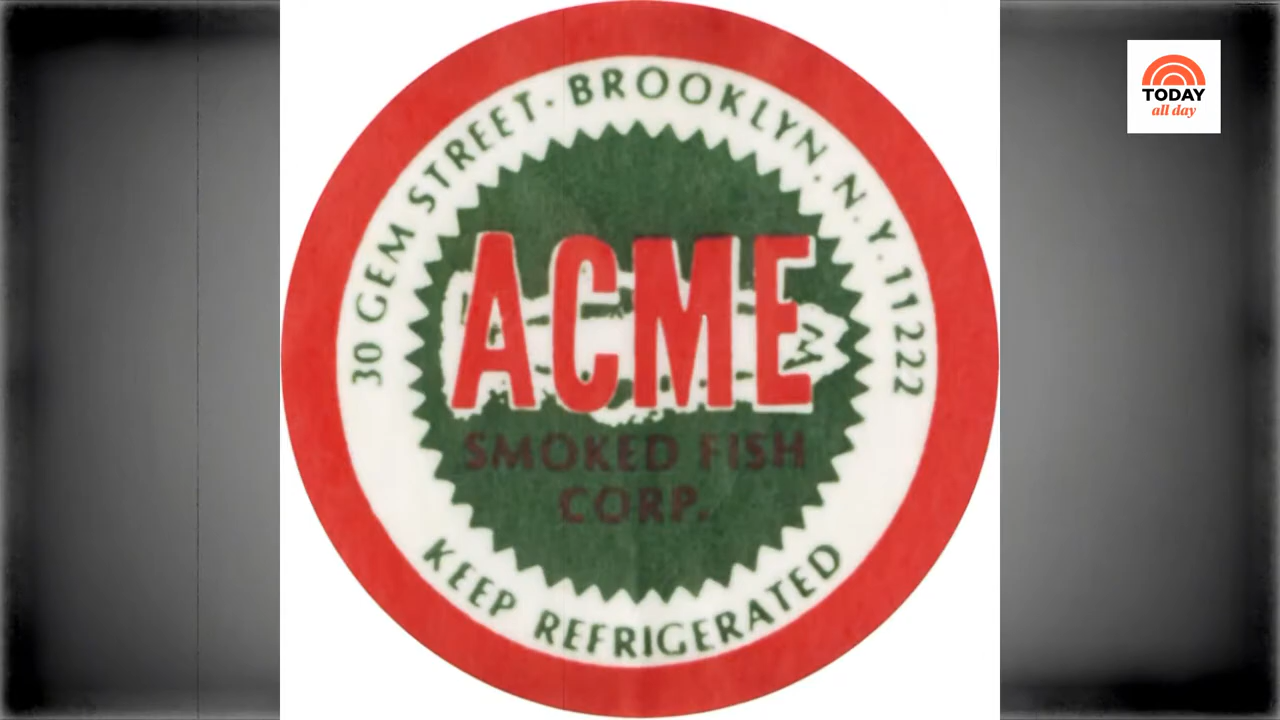 30 GEM STREET. BROOKLYN, N.Y. 11222
ACME
SMOKED FISH
CORP.
KEEP REFRIGERATED
TODAY
all day